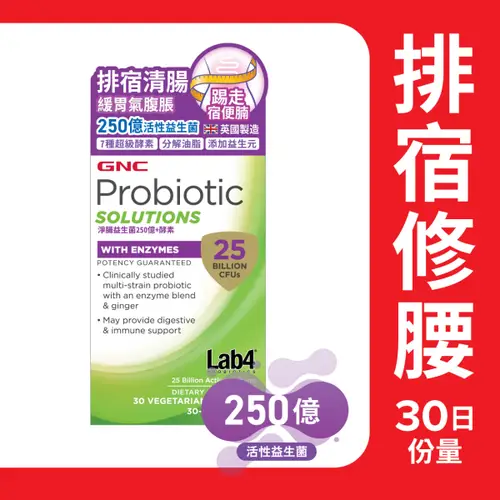 排宿清腸
緩胃氣腹脹
250億活性益生菌
7種超級酵素 分解油脂 添加益生元
踢走
宿便腩
英國製造
GNC
Probiotic
SOLUTIONS
淨腸益生菌250億+酵素
WITH ENZYMES
POTENCY GUARANTEED
25
BILLION
CFUs
• Clinically studied
multi-strain probiotic
with an enzyme blend
& ginger
• May provide digestive
& immune support
Lab4
PROBIOTICS
25 Billion Acti
DIETARY
30 VEGETARIAN
30-
250億
活性益生菌
排宿修腰
30日
份量